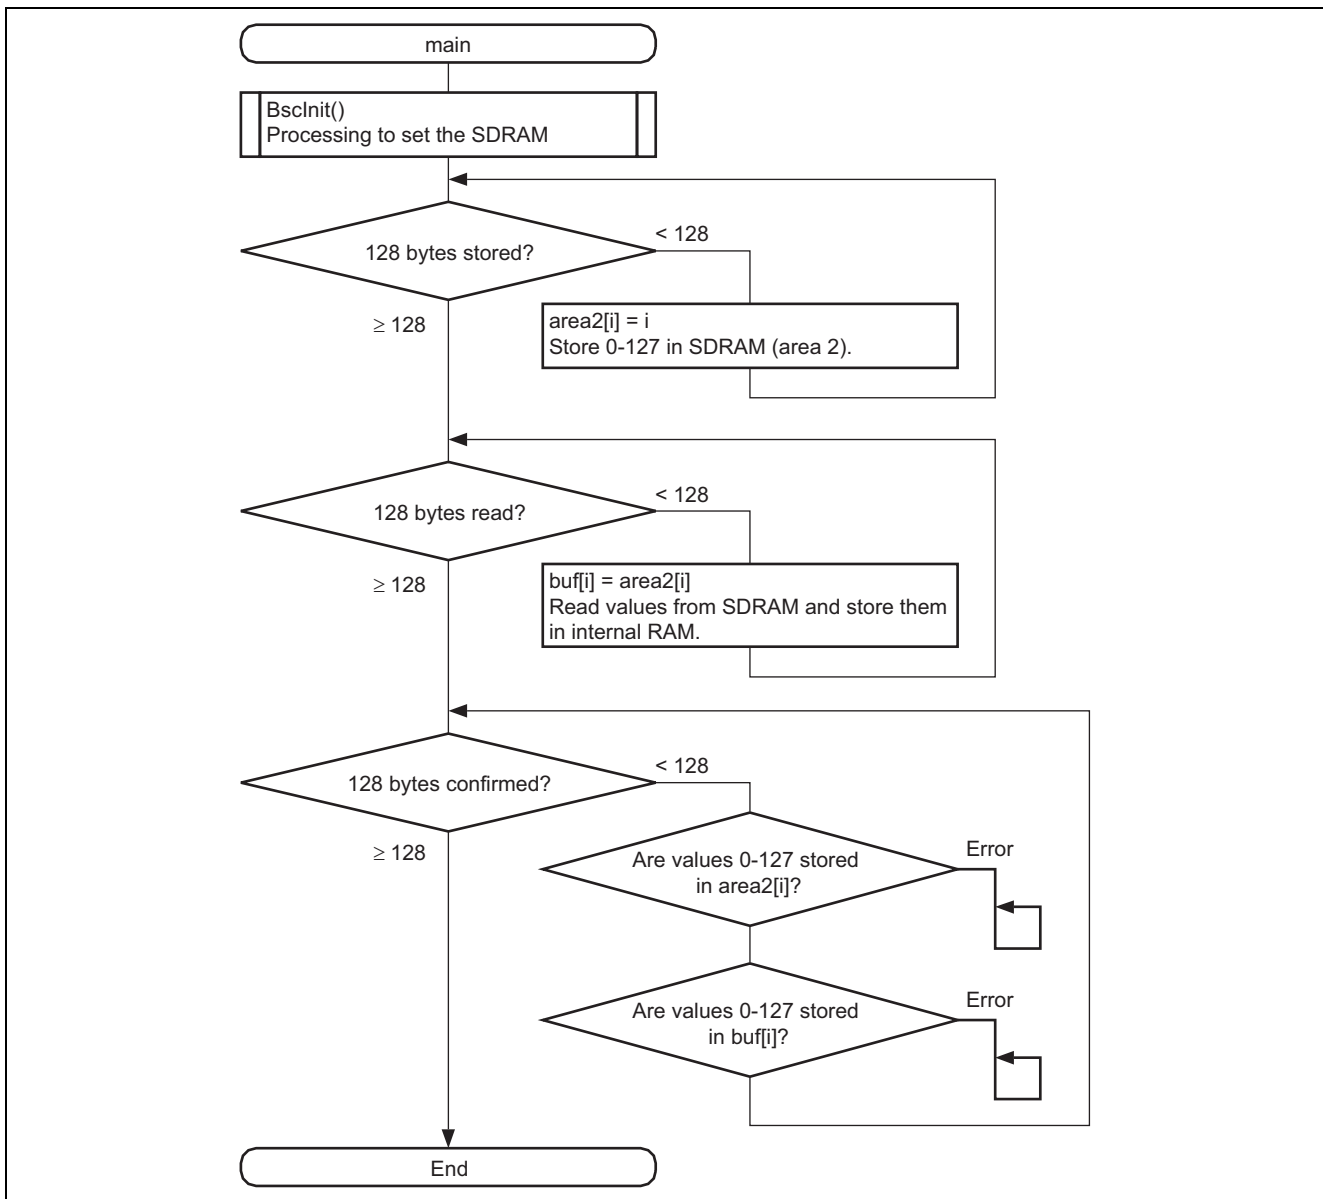 main
BscInit()
Processing to set the SDRAM
128 bytes stored?
< 128
≥ 128
area2[i] = i
Store 0-127 in SDRAM (area 2).
128 bytes read?
< 128
≥ 128
buf[i] = area2[i]
Read values from SDRAM and store them
in internal RAM.
128 bytes confirmed?
< 128
≥ 128
Are values 0-127 stored
in area2[i]?
Error
Are values 0-127 stored
in buf[i]?
Error
End